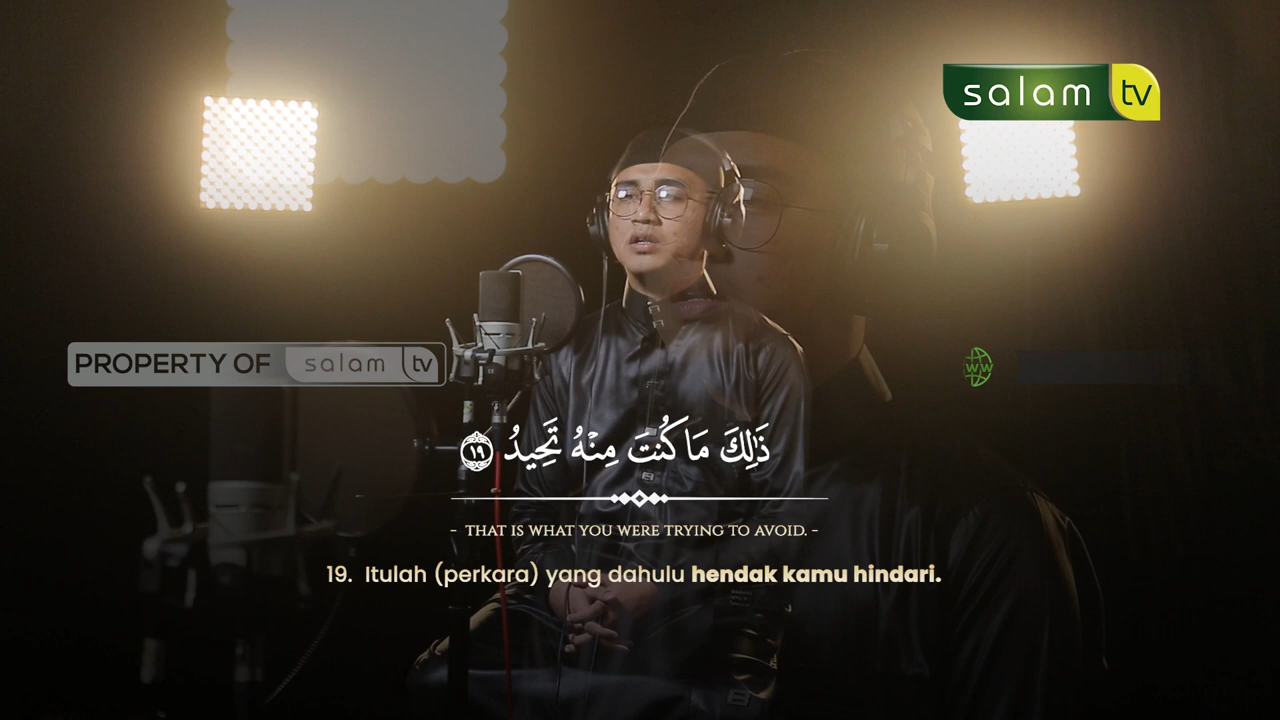 salam tv
PROPERTY OF salam tv
WW
ذَٰلِكَ مَا كُنتَ مِنْهُ تَحِيدُ ١٩
- THAT IS WHAT YOU WERE TRYING TO AVOID. -
19. Itulah (perkara) yang dahulu hendak kamu hindari.